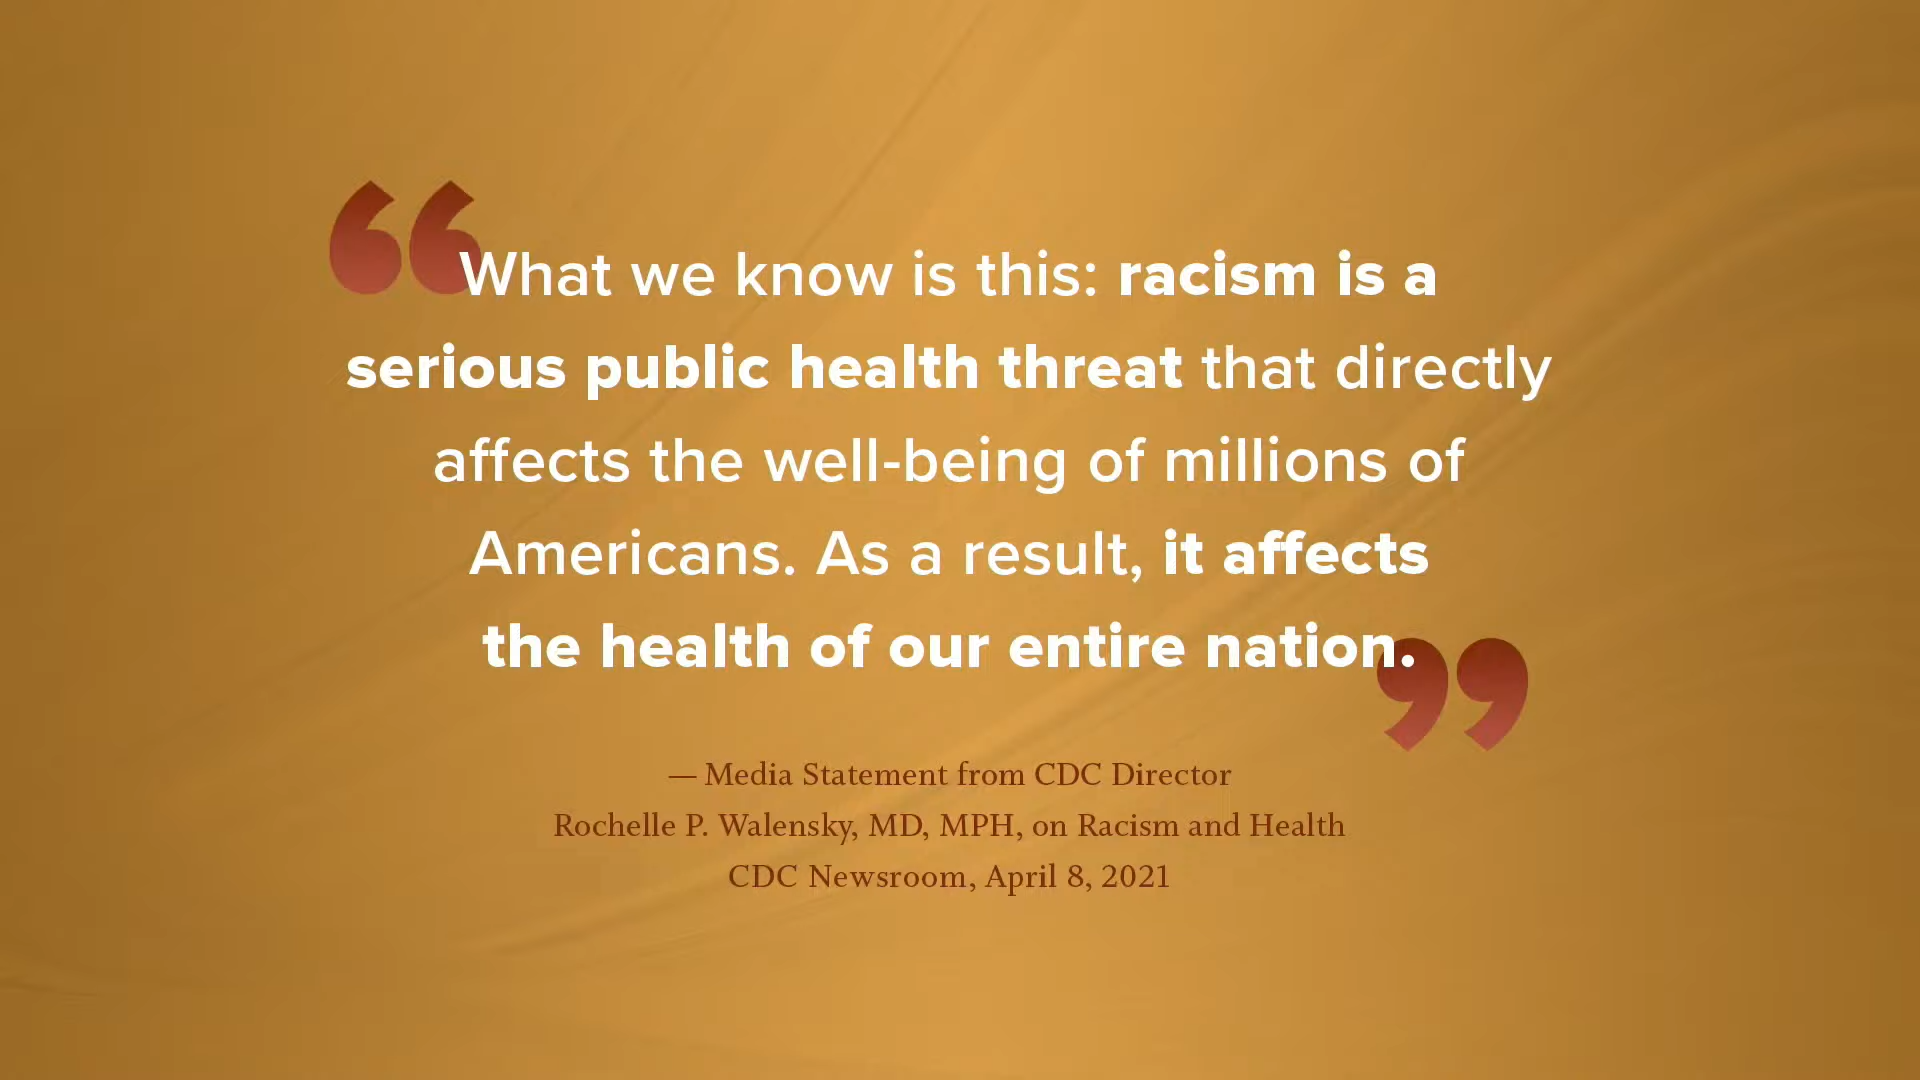 “What we know is this: racism is a
serious public health threat that directly
affects the well-being of millions of
Americans. As a result, it affects
the health of our entire nation.”
— Media Statement from CDC Director
Rochelle P. Walensky, MD, MPH, on Racism and Health
CDC Newsroom, April 8, 2021